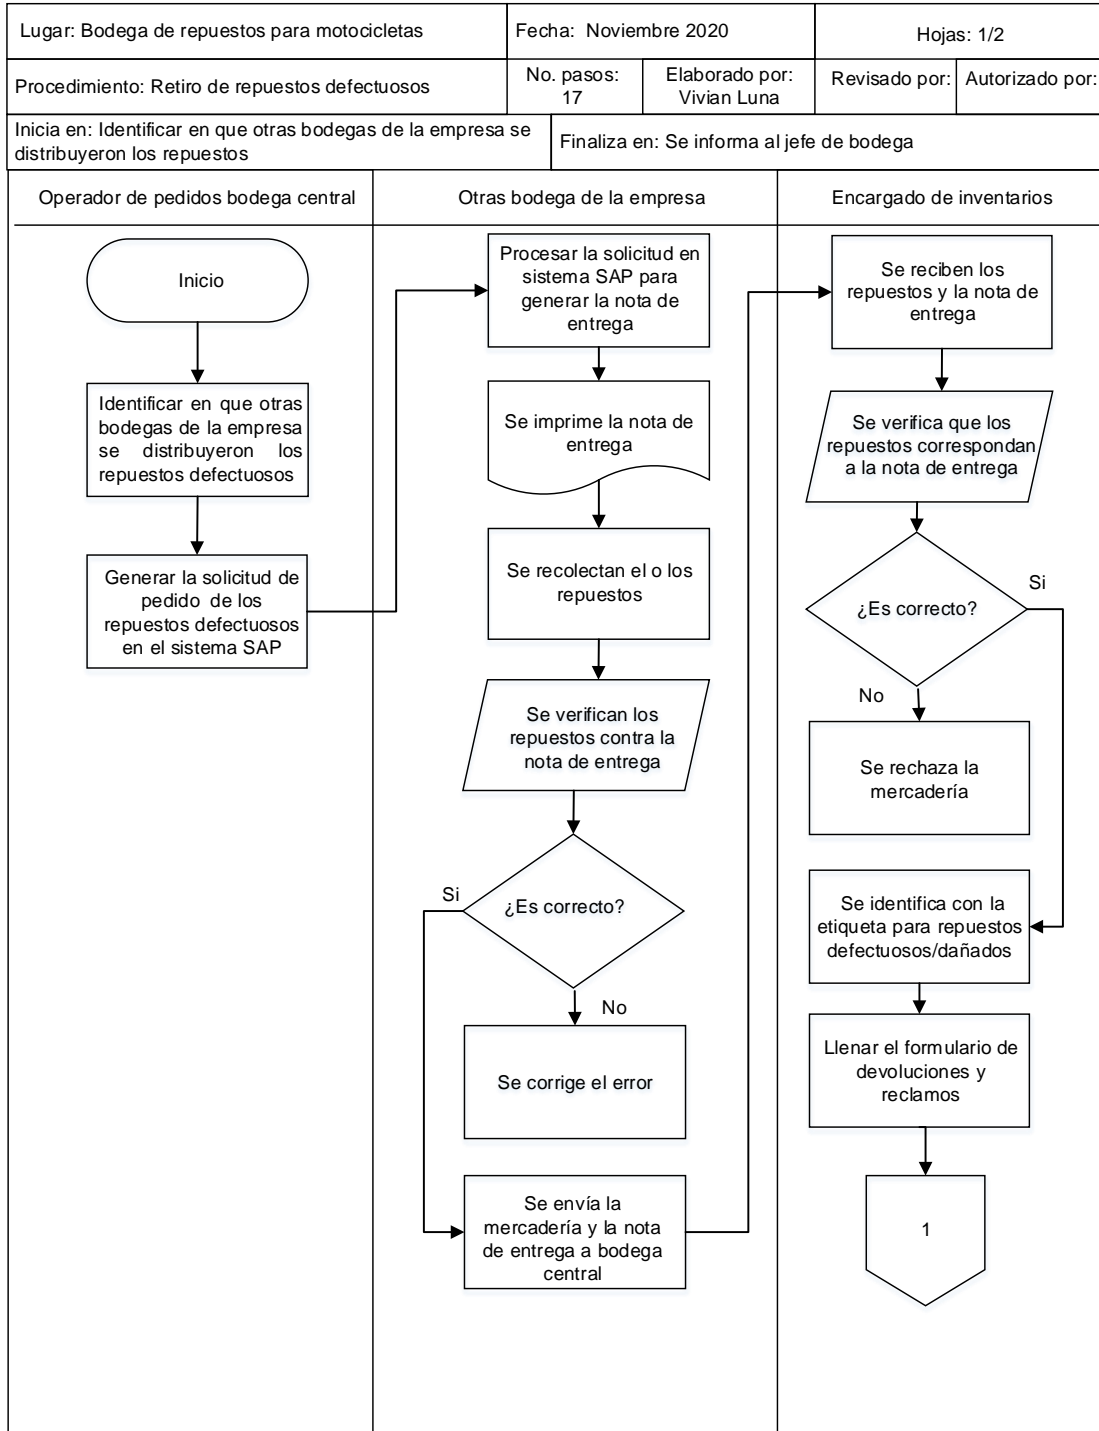 Lugar: Bodega de repuestos para motocicletas
Fecha: Noviembre 2020
Hojas: 1/2
Procedimiento: Retiro de repuestos defectuosos
No. pasos:
17
Elaborado por:
Vivian Luna
Revisado por:
Autorizado por:
Inicia en: Identificar en que otras bodegas de la empresa se
distribuyeron los repuestos
Finaliza en: Se informa al jefe de bodega
Operador de pedidos bodega central
Otras bodega de la empresa
Encargado de inventarios
Inicio
Identificar en que otras
bodegas de la empresa
se distribuyeron los
repuestos defectuosos
Generar la solicitud de
pedido de los
repuestos defectuosos
en el sistema SAP
Procesar la solicitud en
sistema SAP para
generar la nota de
entrega
Se imprime la nota de
entrega
Se recolectan el o los
repuestos
Se verifican los
repuestos contra la
nota de entrega
¿Es correcto?
Si
No
Se corrige el error
Se envía la
mercadería y la nota
de entrega a bodega
central
Se reciben los
repuestos y la nota de
entrega
Se verifica que los
repuestos correspondan
a la nota de entrega
¿Es correcto?
Si
No
Se rechaza la
mercadería
Se identifica con la
etiqueta para repuestos
defectuosos/dañados
Llenar el formulario de
devoluciones y
reclamos
1